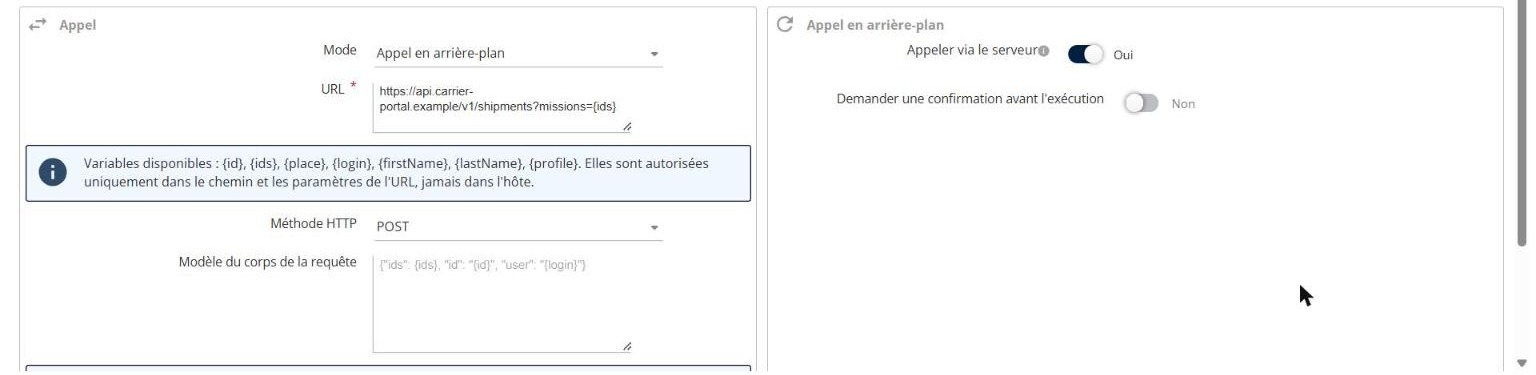 Appel
Mode
Appel en arrière-plan
URL *
https://api.carrier-
portal.example/v1/shipments?missions={ids}
Variables disponibles : {id}, {ids}, {place}, {login}, {firstName}, {lastName}, {profile}. Elles sont autorisées
uniquement dans le chemin et les paramètres de l'URL, jamais dans l'hôte.
Méthode HTTP
POST
Modèle du corps de la requête
{"ids": {ids}, "id": "{id}", "user": "{login}"}
Appel en arrière-plan
Appeler via le serveur
Oui
Demander une confirmation avant l'exécution
Non